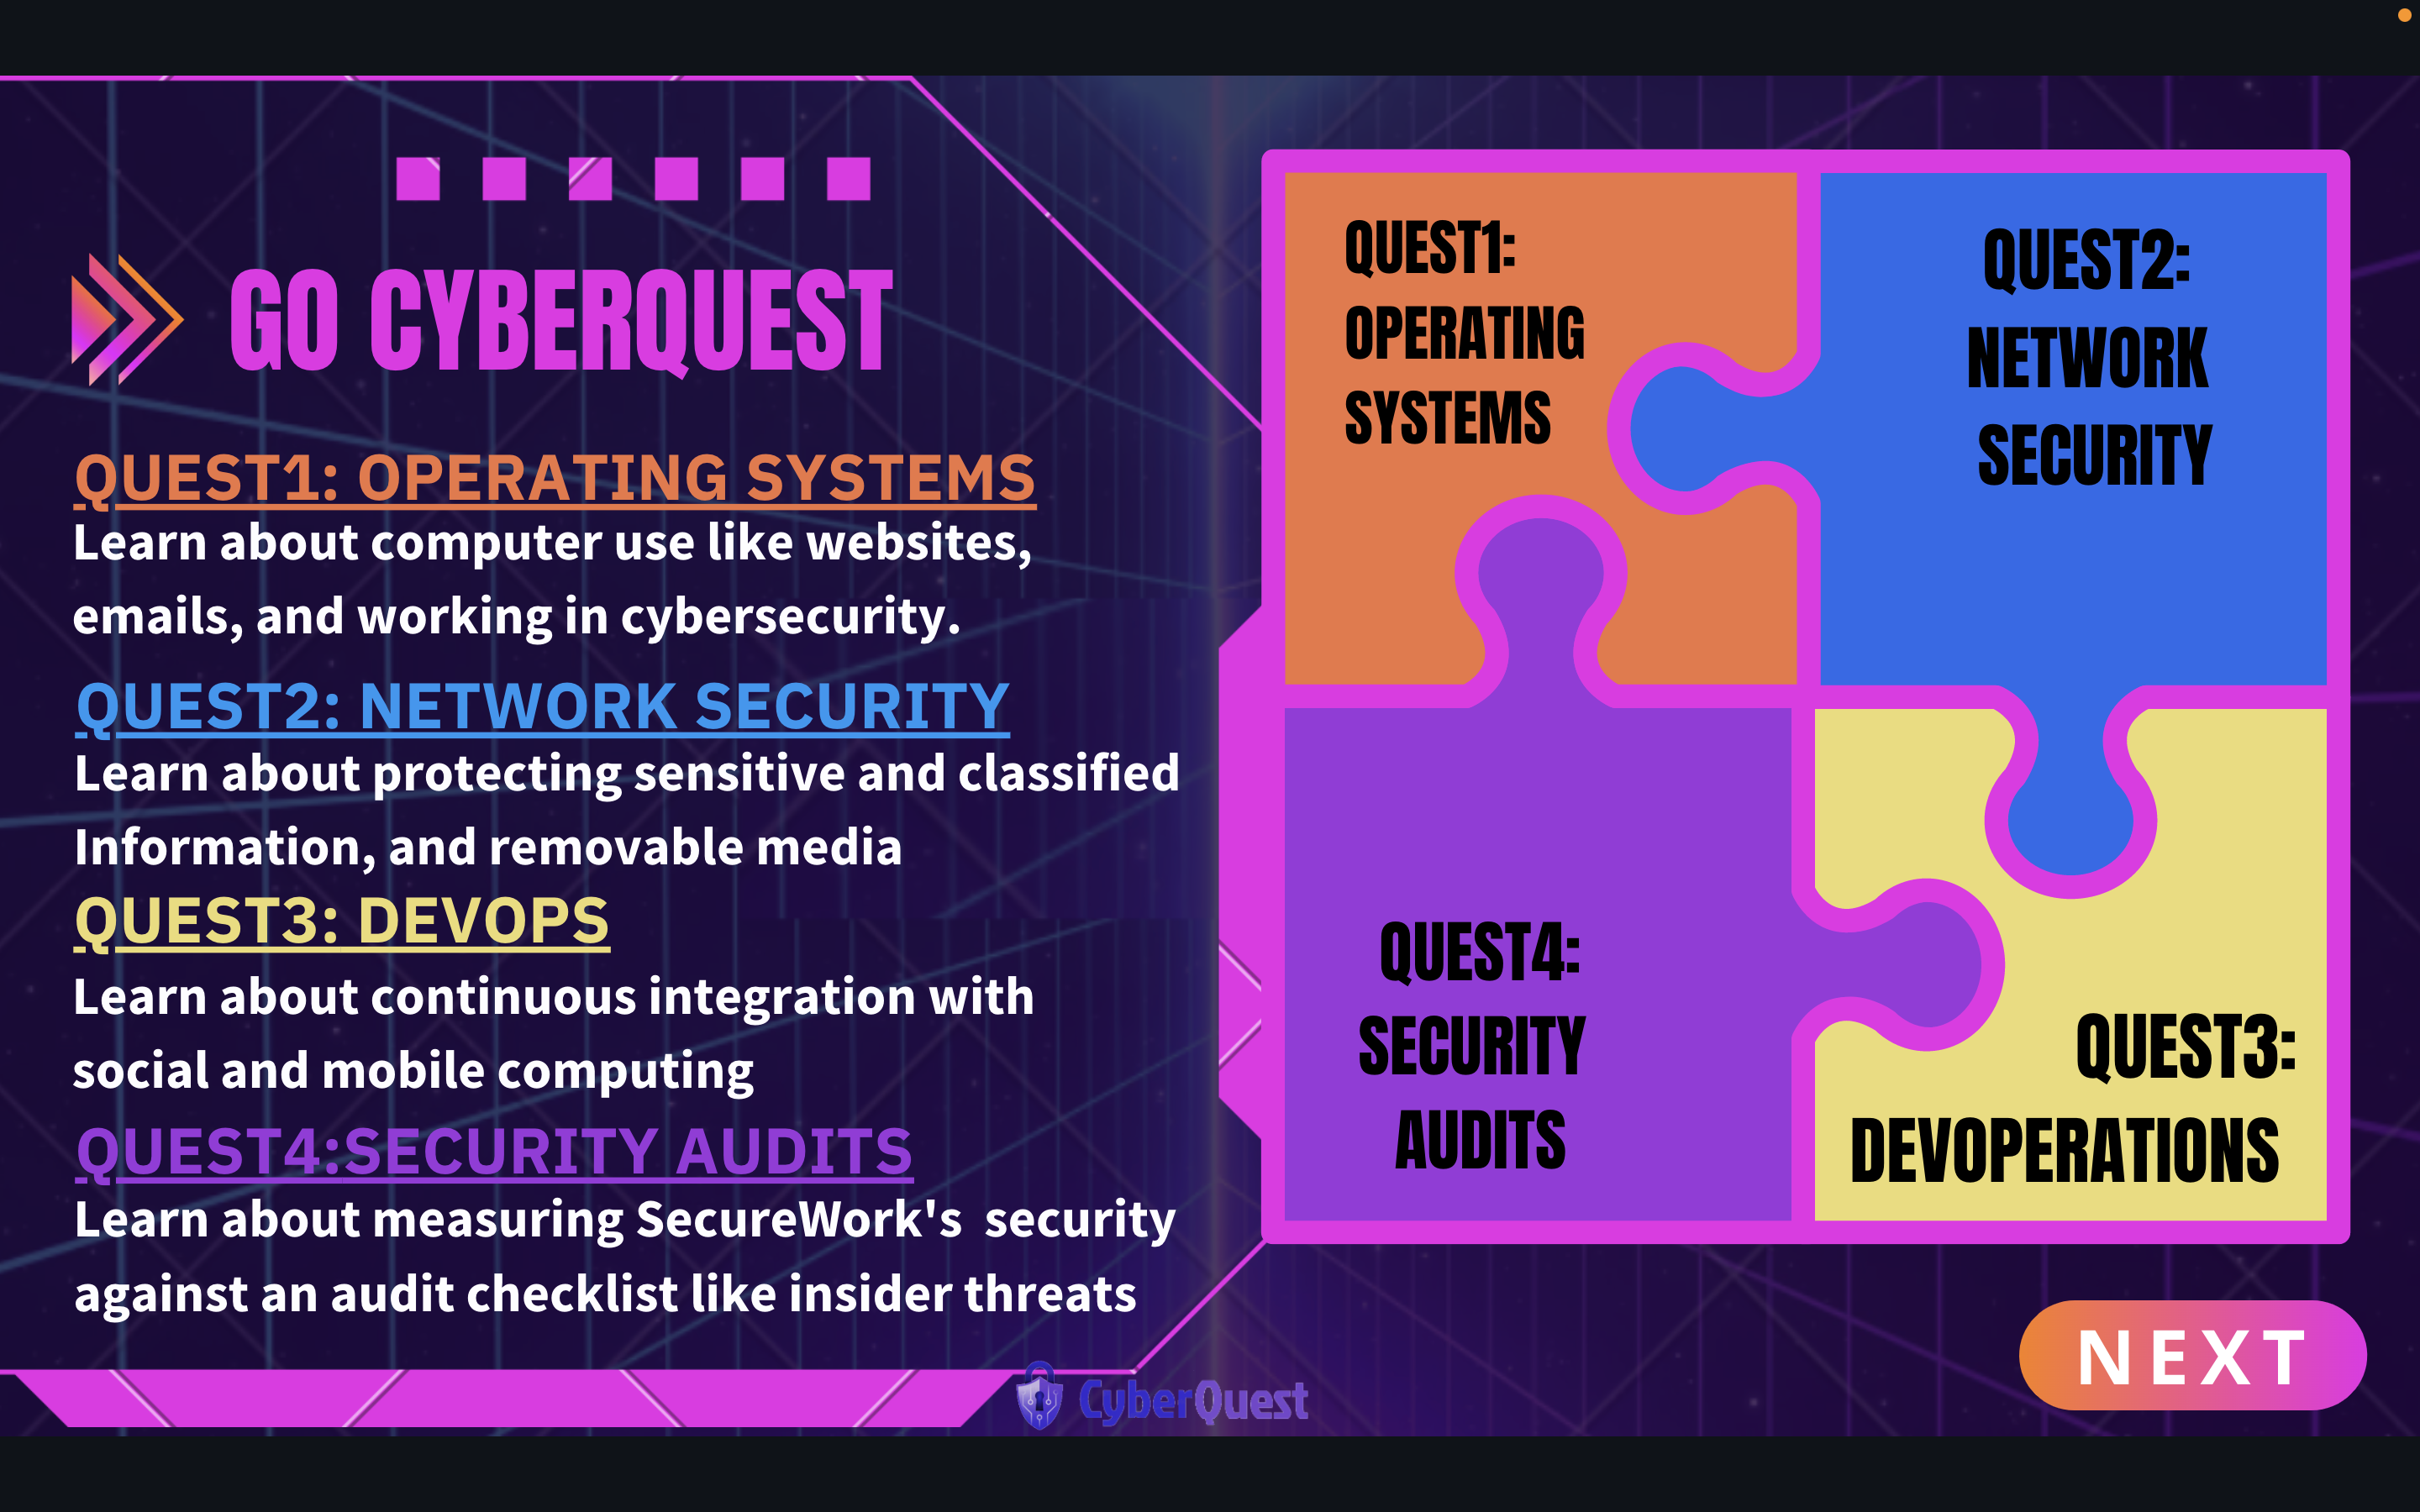 GO CYBERQUEST
QUEST1: OPERATING SYSTEMS
Learn about computer use like websites,
emails, and working in cybersecurity.
QUEST2: NETWORK SECURITY
Learn about protecting sensitive and classified
Information, and removable media
QUEST3: DEVOPS
Learn about continuous integration with
social and mobile computing
QUEST4:SECURITY AUDITS
Learn about measuring SecureWork's  security
against an audit checklist like insider threats
QUEST1:
OPERATING
SYSTEMS
QUEST2:
NETWORK
SECURITY
QUEST4:
SECURITY
AUDITS
QUEST3:
DEVOPERATIONS
NEXT
CyberQuest